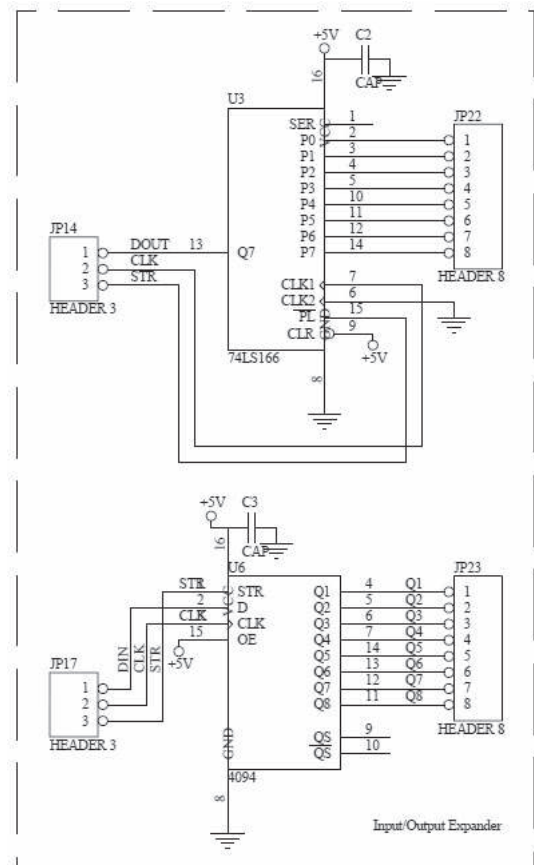 +5V
C2
CAP
16
U3
JP22
SER 1
VCC
P0 2 1
P1 3 2
P2 4 3
P3 5 4
P4 10 5
P5 11 6
P6 12 7
P7 14 8
HEADER 8
JP14
1 DOUT 13 Q7
2 CLK
3 STR
HEADER 3
CLK1 7
CLK2 6
PL 15
GND
CLR 9
+5V
74LS166
8
+5V
C3
CAP
16
U6
JP23
STR STR Q1 4 Q1 1
VCC
2 D Q2 5 Q2 2
CLK CLK Q3 6 Q3 3
15 OE Q4 7 Q4 4
+5V
Q5 14 Q5 5
Q6 13 Q6 6
Q7 12 Q7 7
Q8 11 Q8 8
DIN
CLK
STR
JP17
1
2
3
HEADER 3
QS 9
QS 10
HEADER 8
GND
4094
8
Input/Output Expander